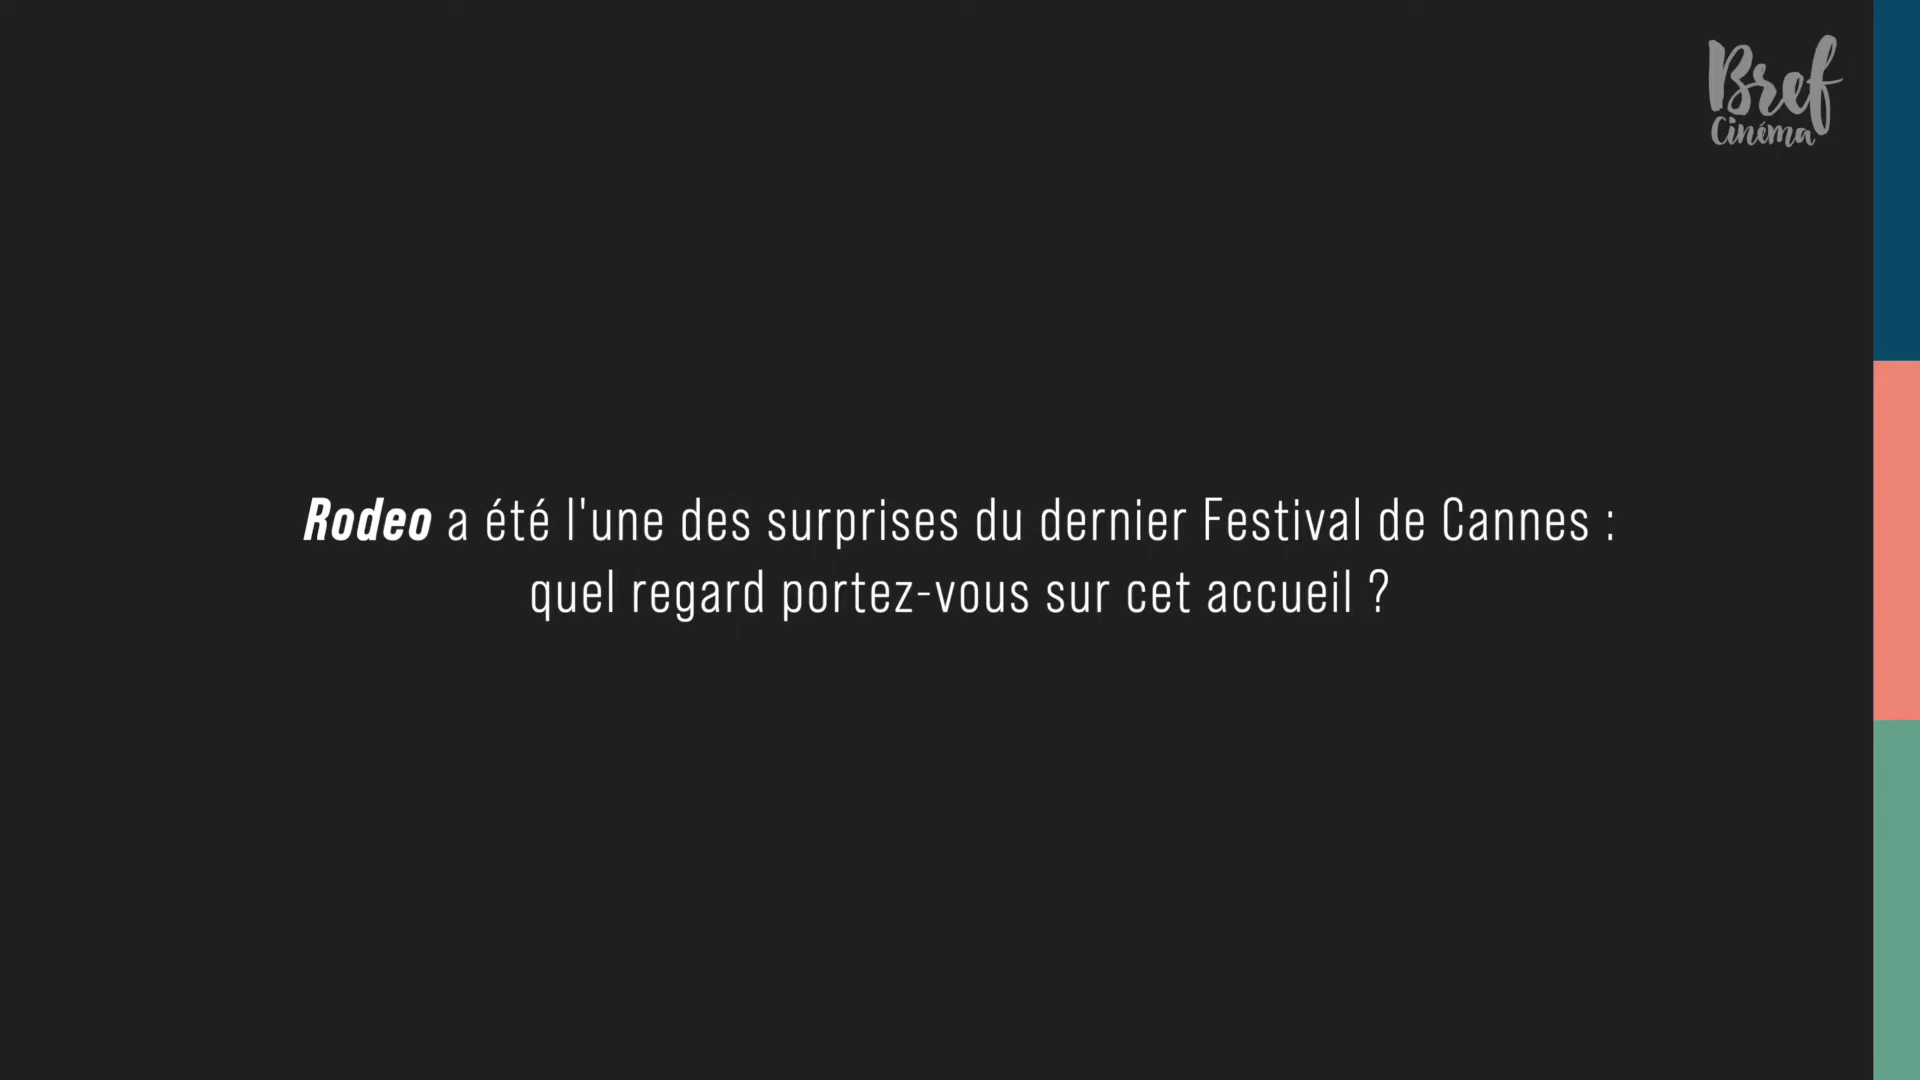 Bref
Cinéma
Rodeo a été l'une des surprises du dernier Festival de Cannes :
quel regard portez-vous sur cet accueil ?